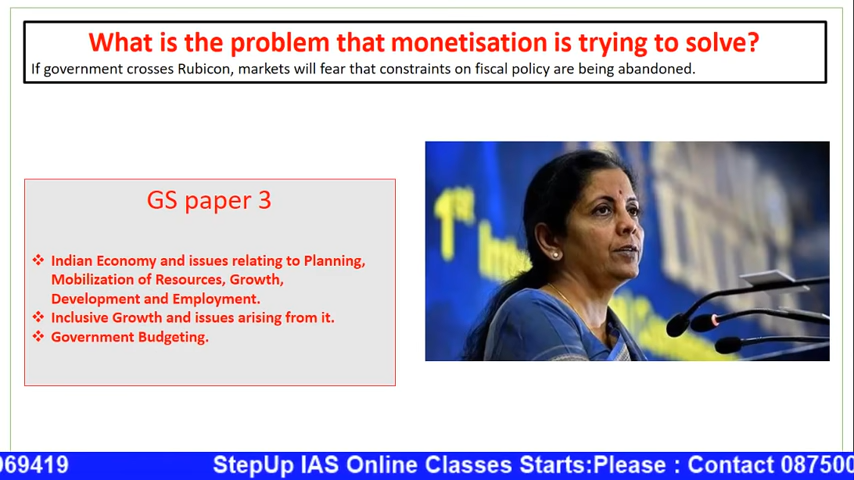 What is the problem that monetisation is trying to solve?
If government crosses Rubicon, markets will fear that constraints on fiscal policy are being abandoned.
GS paper 3
❖ Indian Economy and issues relating to Planning,
Mobilization of Resources, Growth,
Development and Employment.
❖ Inclusive Growth and issues arising from it.
❖ Government Budgeting.
1st
069419 StepUp IAS Online Classes Starts:Please : Contact 087500